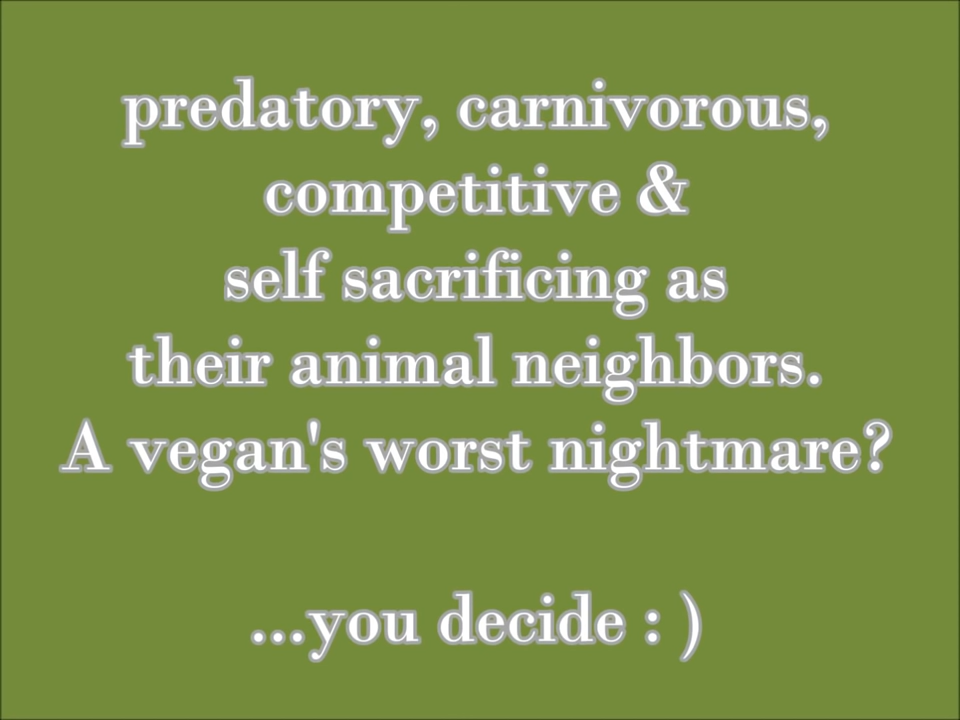 predatory, carnivorous,
competitive &
self sacrificing as
their animal neighbors.
A vegan's worst nightmare?
...you decide : )